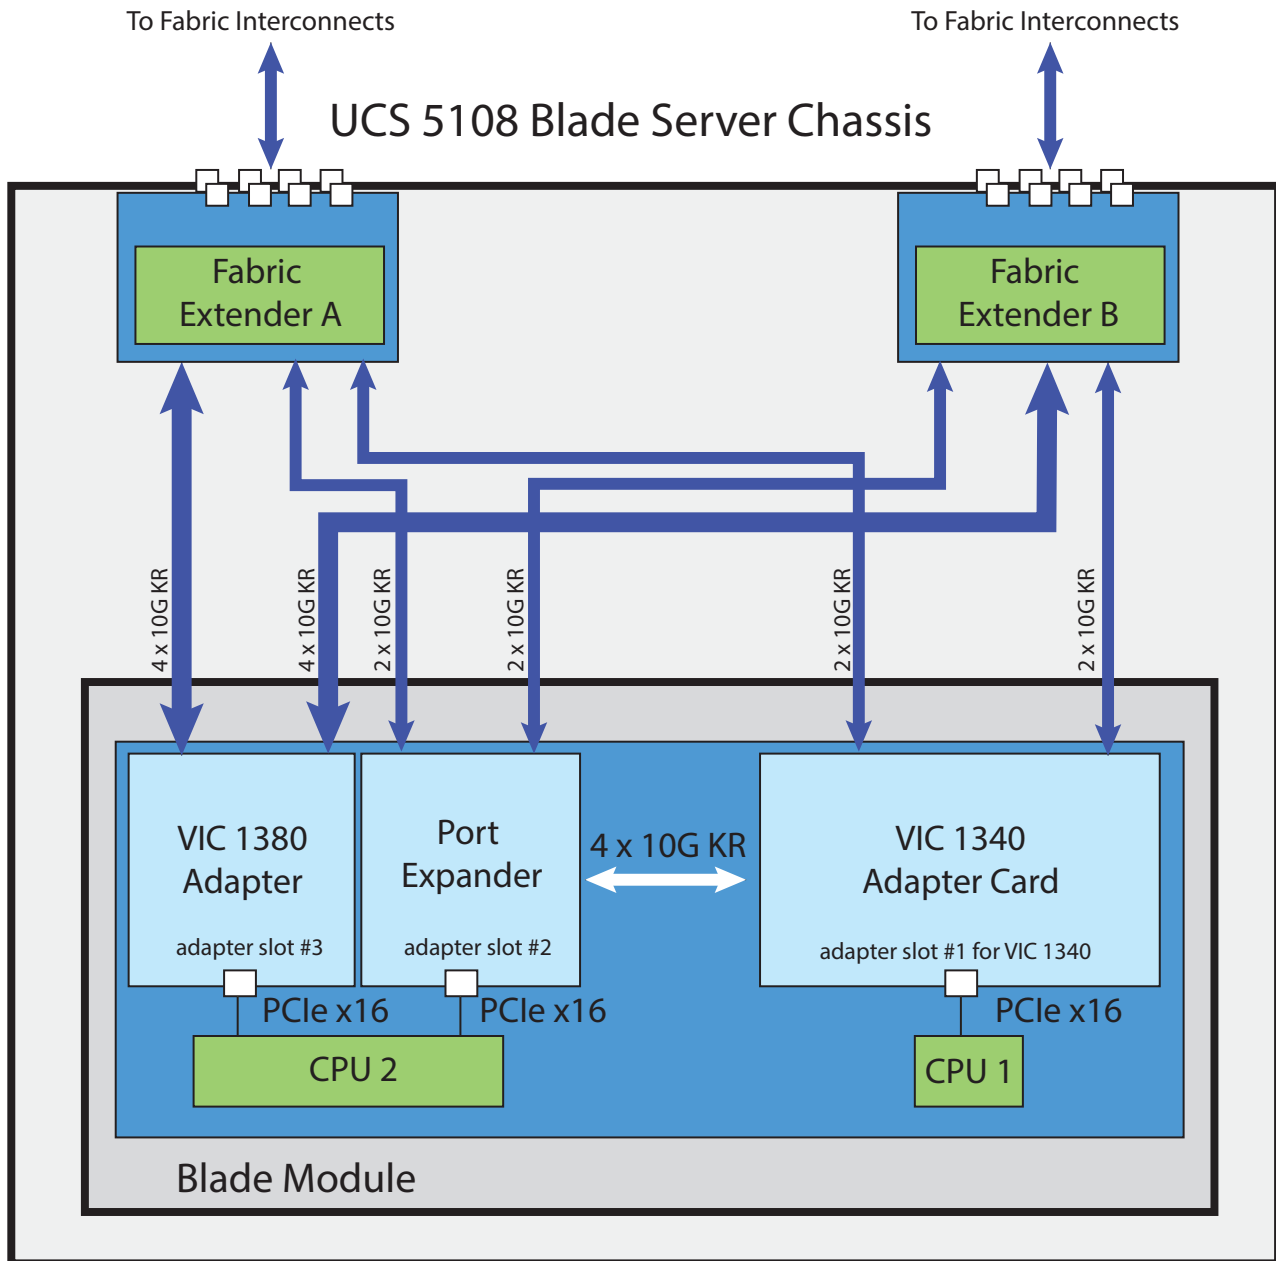 To Fabric Interconnects
To Fabric Interconnects
UCS 5108 Blade Server Chassis
Fabric
Extender A
Fabric
Extender B
4 x 10G KR
4 x 10G KR
2 x 10G KR
2 x 10G KR
2 x 10G KR
2 x 10G KR
VIC 1380
Adapter
adapter slot #3
Port
Expander
adapter slot #2
4 x 10G KR
VIC 1340
Adapter Card
adapter slot #1 for VIC 1340
PCIe x16
PCIe x16
PCIe x16
CPU 2
CPU 1
Blade Module